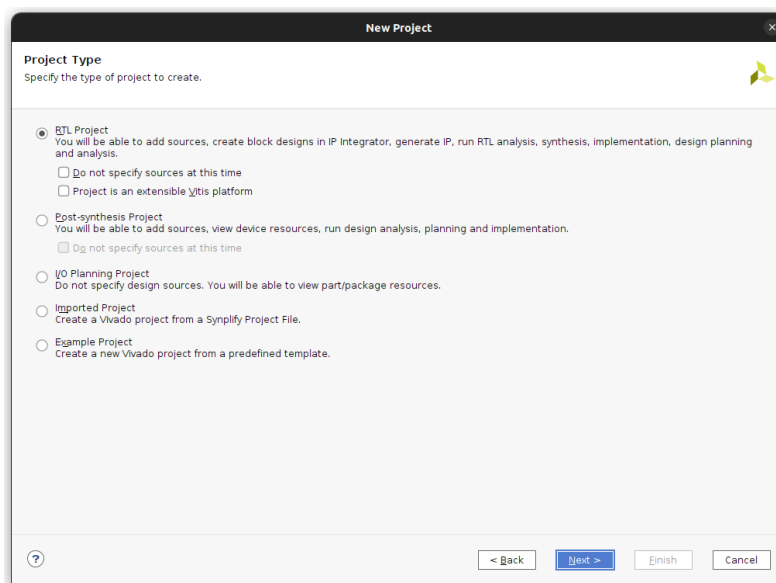 New Project
Project Type
Specify the type of project to create.
RTL Project
You will be able to add sources, create block designs in IP Integrator, generate IP, run RTL analysis, synthesis, implementation, design planning
and analysis.
Do not specify sources at this time
Project is an extensible Vitis platform
Post-synthesis Project
You will be able to add sources, view device resources, run design analysis, planning and implementation.
Do not specify sources at this time
I/O Planning Project
Do not specify design sources. You will be able to view part/package resources.
Imported Project
Create a Vivado project from a Synplify Project File.
Example Project
Create a new Vivado project from a predefined template.
?
< Back
Next >
Finish
Cancel